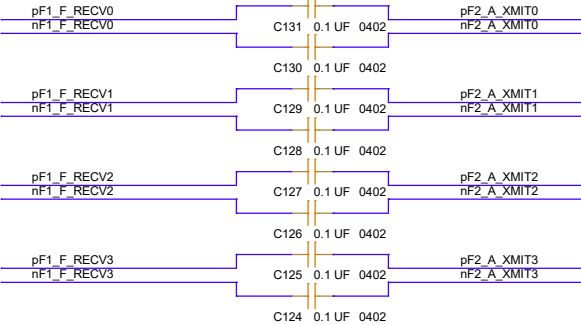 pF1_F_RECV0 pF2_A_XMIT0
nF1_F_RECV0 nF2_A_XMIT0
C131 0.1 UF 0402
C130 0.1 UF 0402
pF1_F_RECV1 pF2_A_XMIT1
nF1_F_RECV1 C129 0.1 UF 0402 nF2_A_XMIT1
C128 0.1 UF 0402
pF1_F_RECV2 pF2_A_XMIT2
nF1_F_RECV2 C127 0.1 UF 0402 nF2_A_XMIT2
C126 0.1 UF 0402
pF1_F_RECV3 pF2_A_XMIT3
nF1_F_RECV3 C125 0.1 UF 0402 nF2_A_XMIT3
C124 0.1 UF 0402